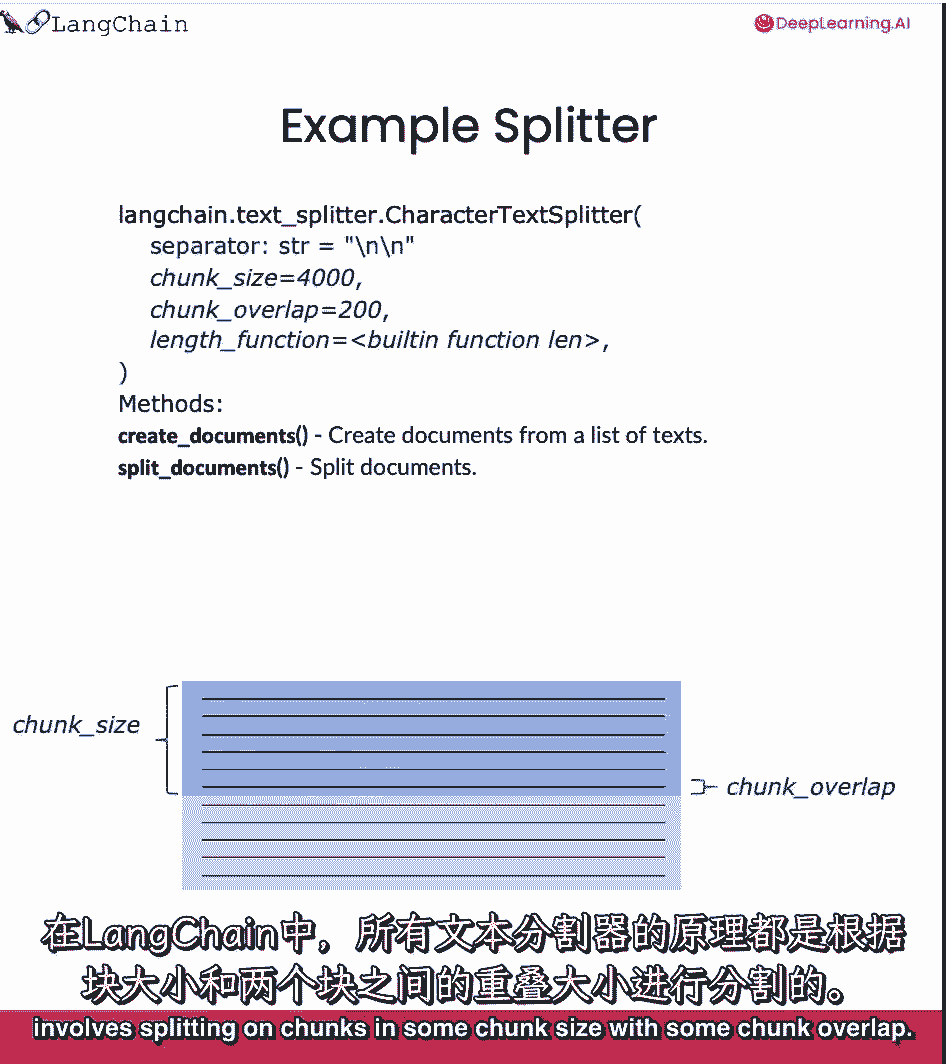 LangChain
DeepLearning.AI
Example Splitter
langchain.text_splitter.CharacterTextSplitter(
separator: str = "\n\n"
chunk_size=4000,
chunk_overlap=200,
length_function=<builtin function len>,
)
Methods:
create_documents() - Create documents from a list of texts.
split_documents() - Split documents.
chunk_size
chunk_overlap
在LangChain中，所有文本分割器的原理都是根据
块大小和两个块之间的重叠大小进行分割的。
involves splitting on chunks in some chunk size with some chunk overlap.